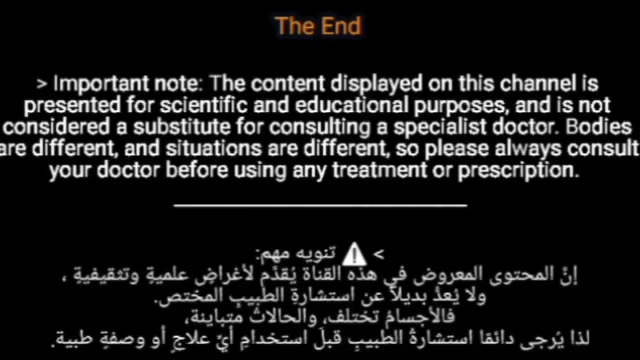 The End
> Important note: The content displayed on this channel is
presented for scientific and educational purposes, and is not
considered a substitute for consulting a specialist doctor. Bodies
are different, and situations are different, so please always consult
your doctor before using any treatment or prescription.
> ⚠ تنويه مهم:
إنّ المحتوى المعروض في هذه القناة يُقدَّم لأغراضٍ علميةٍ وتثقيفيةٍ ،
ولا يُعدُّ بديلاً عن استشارةِ الطبيبِ المختص.
فالأجسامُ تختلف، والحالاتُ متباينة،
لذا يُرجى دائمًا استشارةُ الطبيبِ قبلَ استخدامِ أيِّ علاجٍ أو وصفةٍ طبية.